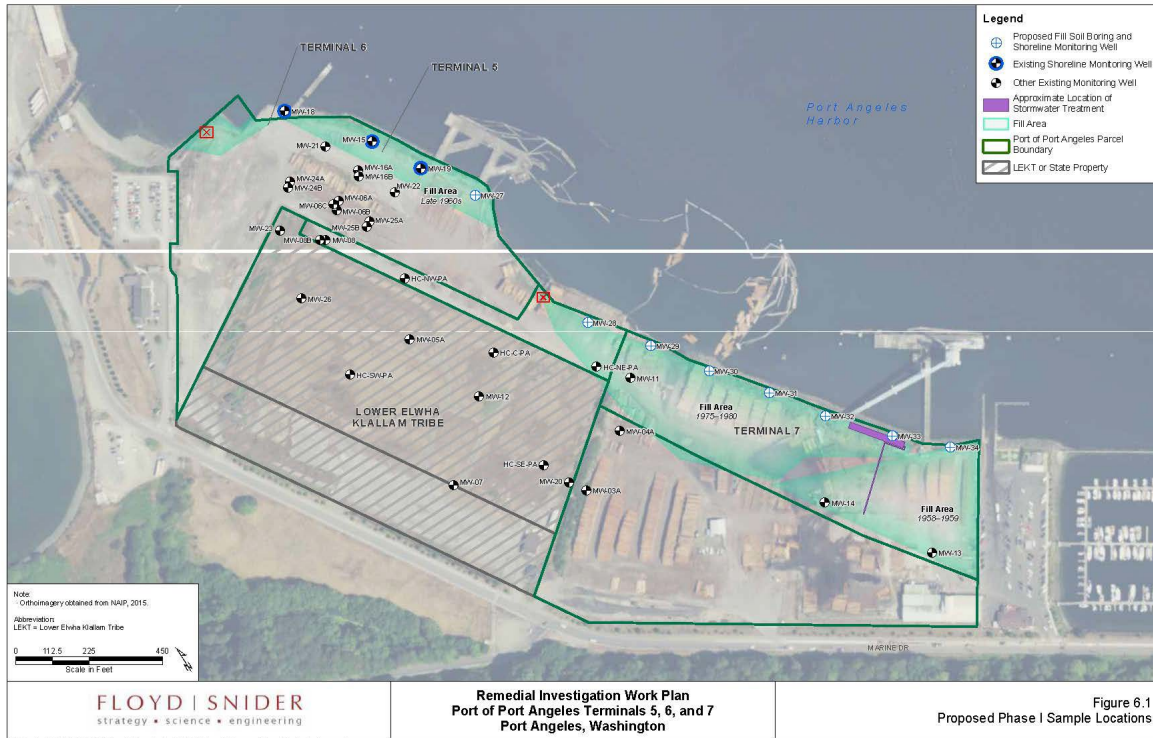 TERMINAL 6
TERMINAL 5
Port Angeles
Harbor
MW-18
MW-15
MW-21
MW-19
MW-16A
MW-16B
MW-24A
MW-24B
MW-22
Fill Area
Late 1960s
MW-27
MW-06A
MW-06C
MW-06B
MW-25A
MW-25B
MW-23
MW-08B
MW-08
HC-NW-PA
MW-26
MW-28
MW-05A
HC-C-PA
MW-29
HC-SW-PA
HC-NE-PA
MW-11
MW-30
MW-12
MW-31
LOWER ELWHA
KLALLAM TRIBE
Fill Area
1975–1980
TERMINAL 7
MW-32
MW-04A
MW-33
MW-34
HC-SE-PA
MW-07
MW-20
MW-03A
MW-14
Fill Area
1958–1959
MW-13
MARINE DR
Legend
Proposed Fill Soil Boring and
Shoreline Monitoring Well
Existing Shoreline Monitoring Well
Other Existing Monitoring Well
Approximate Location of
Stormwater Treatment
Fill Area
Port of Port Angeles Parcel
Boundary
LEKT or State Property
Note:
- Orthoimagery obtained from NAIP, 2015.
Abbreviation:
LEKT = Lower Elwha Klallam Tribe
0 112.5 225 450
Scale in Feet
FLOYD | SNIDER
strategy ▪ science ▪ engineering
Remedial Investigation Work Plan
Port of Port Angeles Terminals 5, 6, and 7
Port Angeles, Washington
Figure 6.1
Proposed Phase I Sample Locations